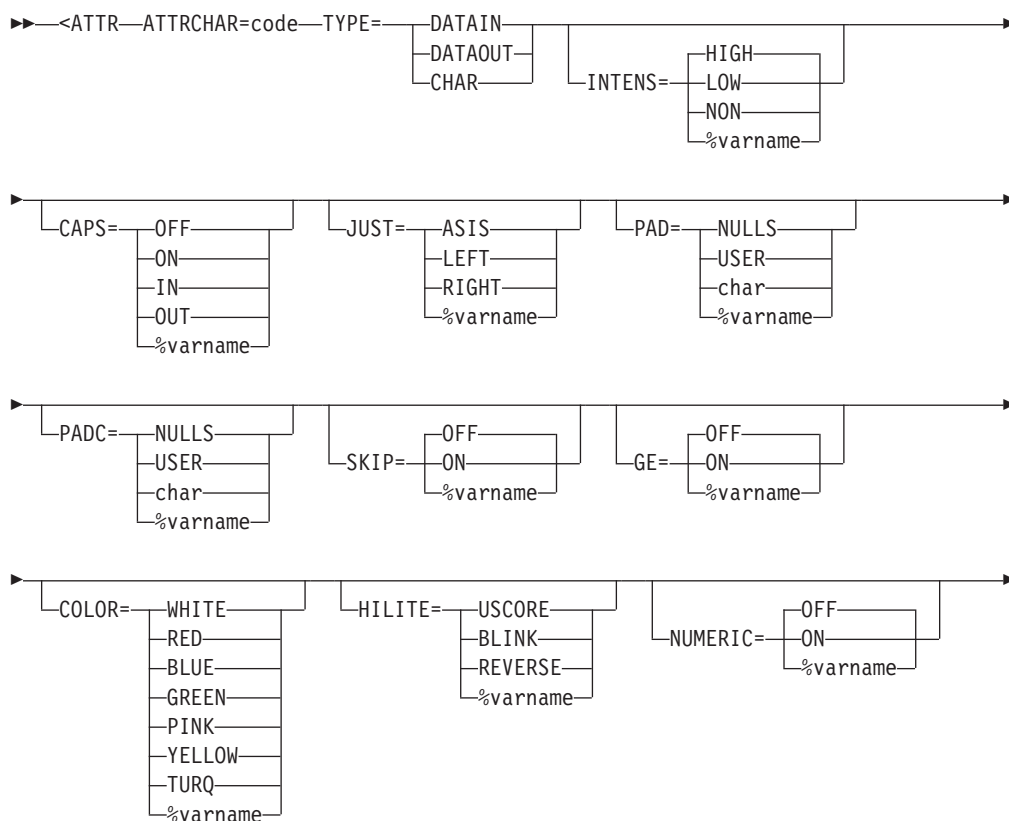 <ATTR ATTRCHAR=code TYPE= DATAIN
DATAOUT
CHAR
INTENS= HIGH
LOW
NON
%varname
CAPS= OFF
ON
IN
OUT
%varname
JUST= ASIS
LEFT
RIGHT
%varname
PAD= NULLS
USER
char
%varname
PADC= NULLS
USER
char
%varname
SKIP= OFF
ON
%varname
GE= OFF
ON
%varname
COLOR= WHITE
RED
BLUE
GREEN
PINK
YELLOW
TURQ
%varname
HILITE= USCORE
BLINK
REVERSE
%varname
NUMERIC= OFF
ON
%varname